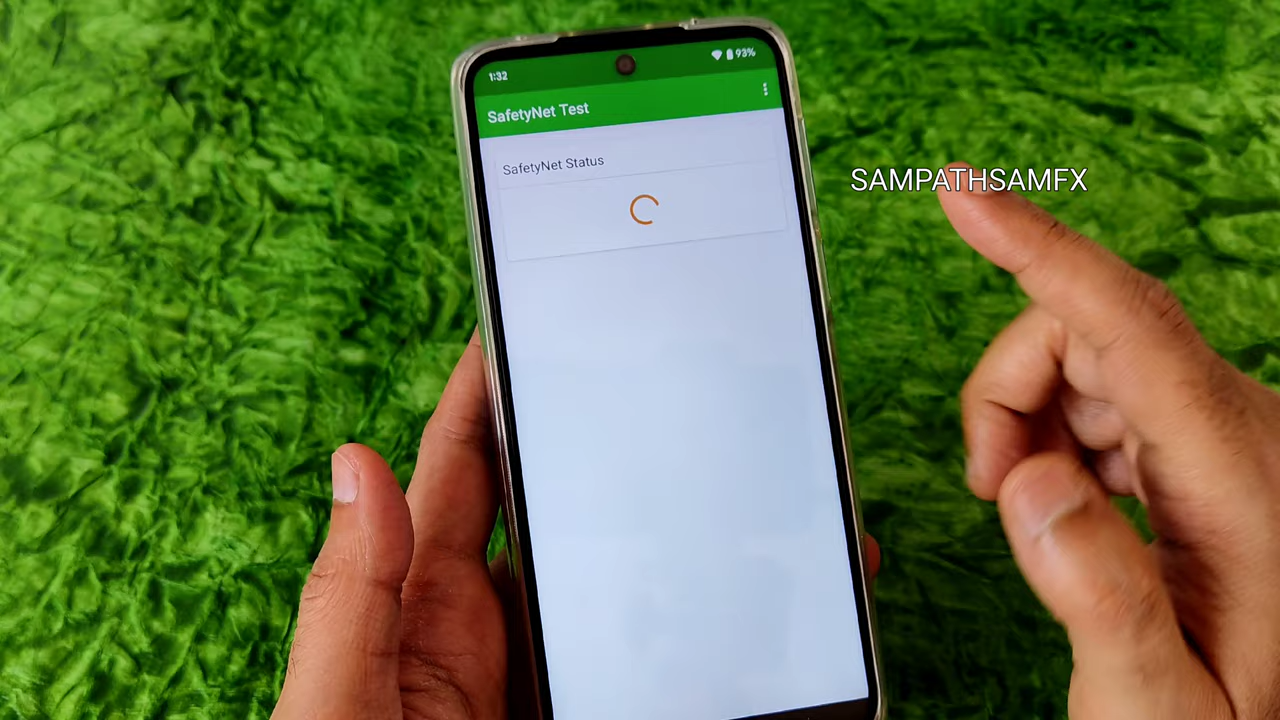 1:32
93%
SafetyNet Test
SafetyNet Status
SAMPATHSAMFX